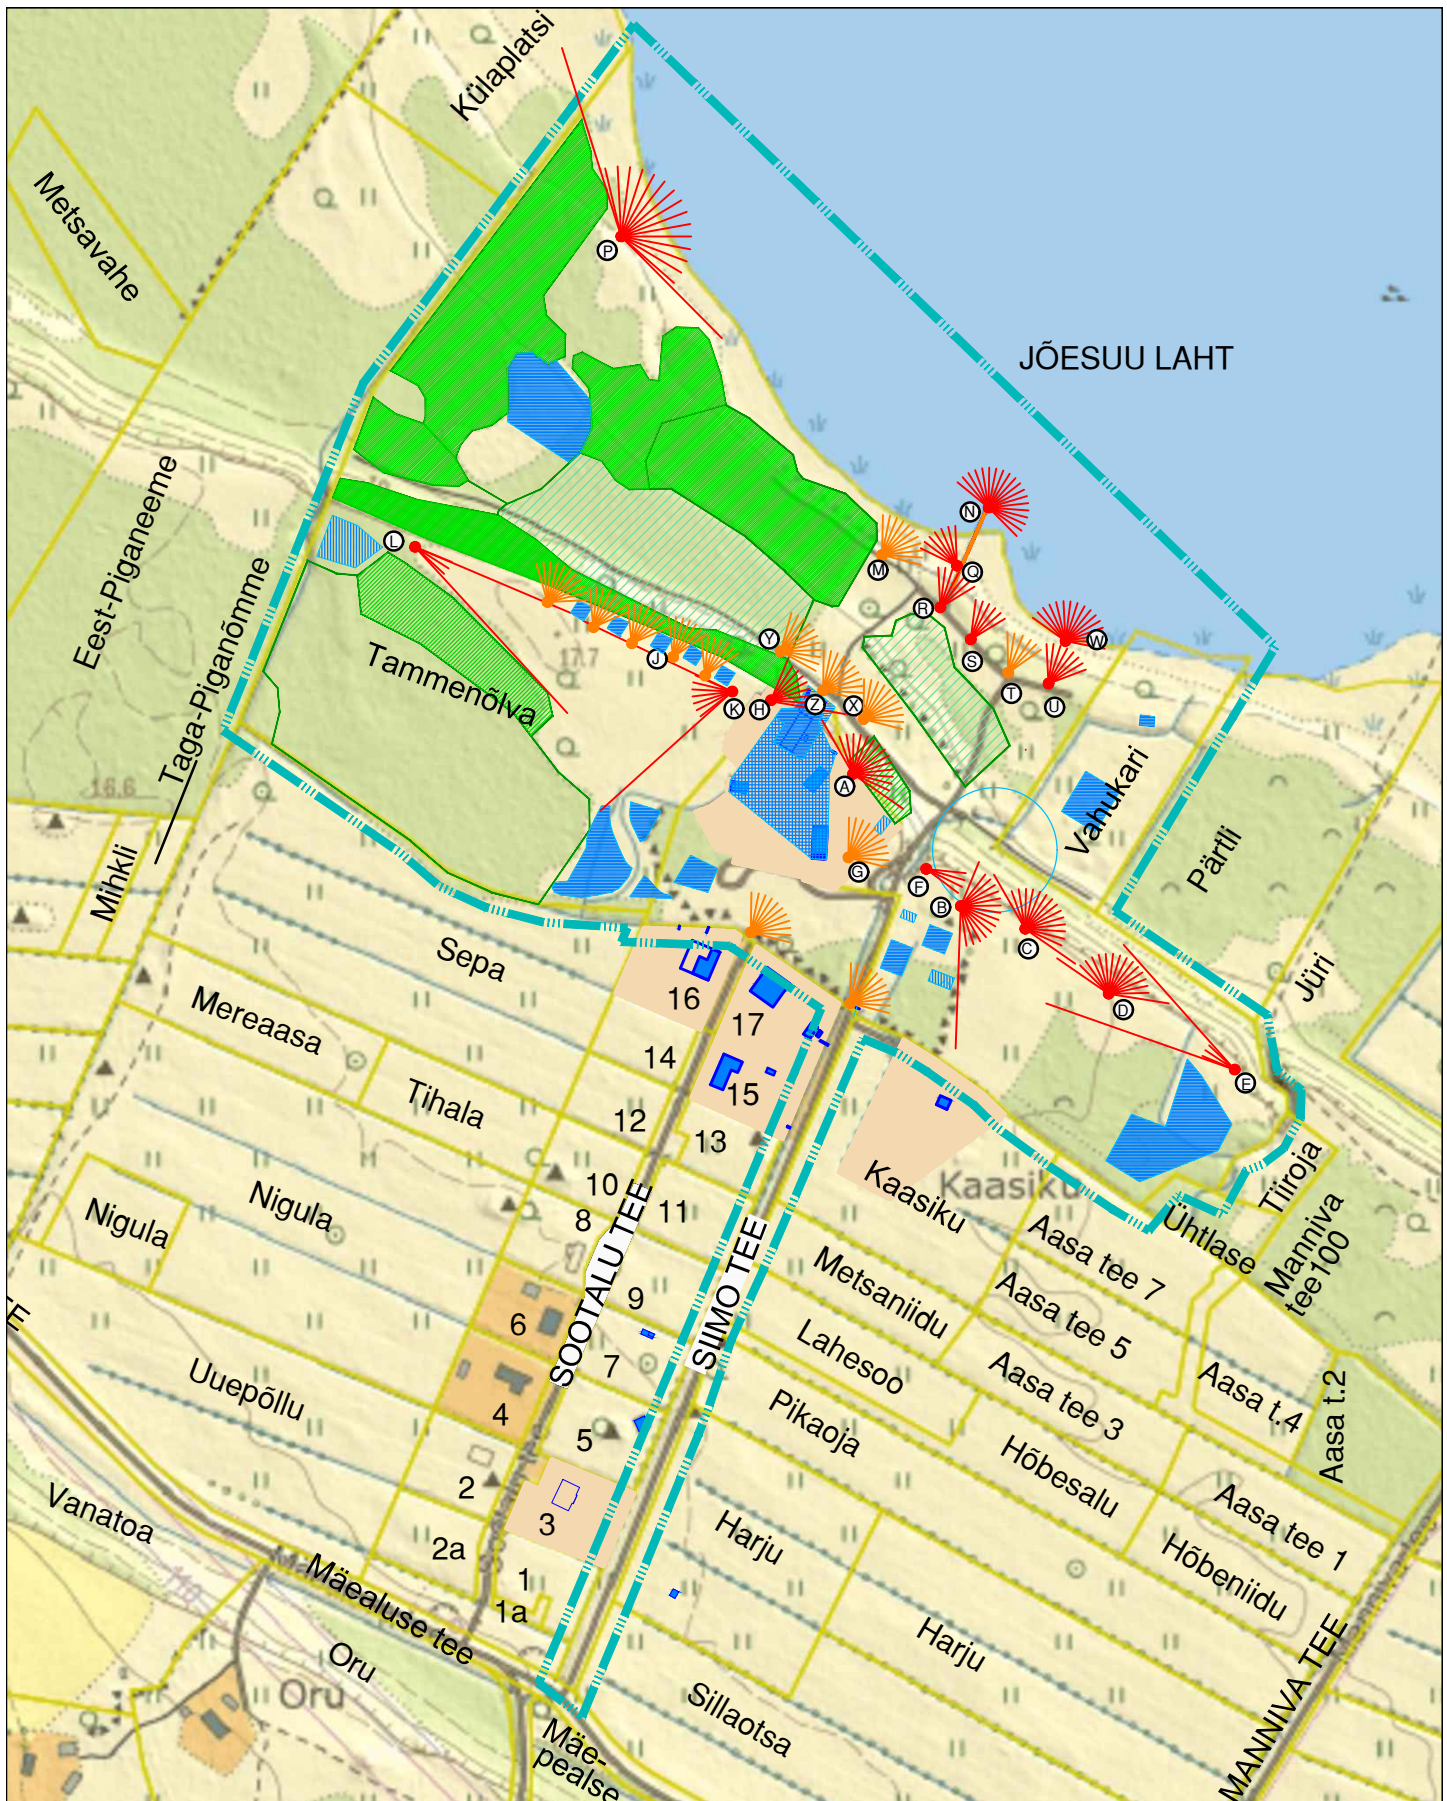 Külaplatsi
Metsavahe
P
JÕESUU LAHT
Eest-Piganeeme
Taga-Piganõmme
L
N
M
Q
R
Y
W
S
J
17.7
T
U
Tammenõlva
K
H
Z
X
A
16.6
Vahukari
Pärtli
Mihkli
G
F
B
C
Sepa
Jüri
16
D
17
Mereaasa
14
E
15
Tihala
12
13
Tiiroja
10
Kaasiku
Kaasiku
Nigula
Nigula
8
11
Ühtlase
Manniva
tee100
SOOTALU TEE
SIIMO TEE
Aasa tee 7
Metsaniidu
9
6
Aasa tee 5
Lahesoo
7
Uuepõllu
Aasa tee 3
Aasa t.4
Aasa t.2
4
Pikaoja
5
Hõbesalu
2
Vanatoa
3
Harju
Aasa tee 1
2a
Hõbeniidu
1
1a
Mäealuse tee
Oru
Oru
Harju
MANNIVA TEE
Sillaotsa
Mäe-
pealse